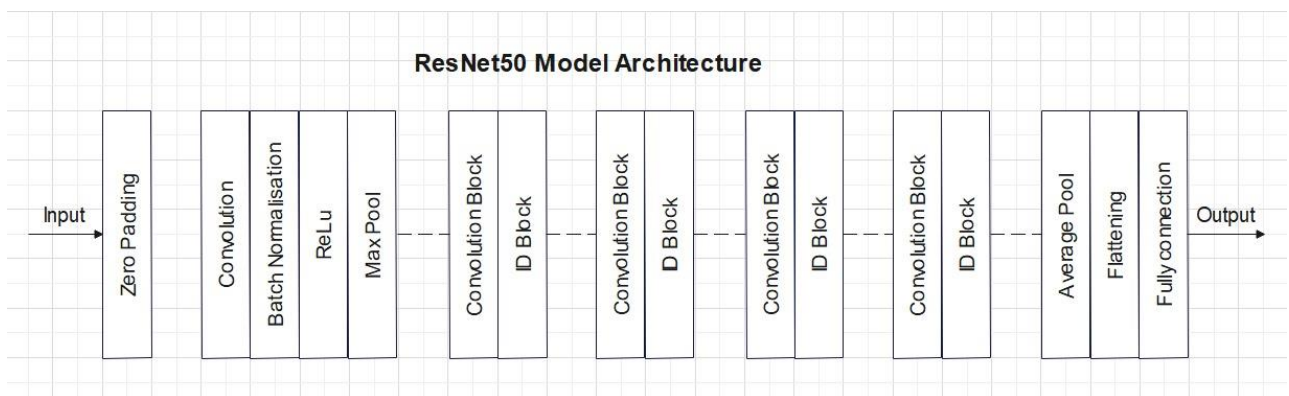 ResNet50 Model Architecture
Input
Zero Padding
Convolution
Batch Normalisation
ReLu
Max Pool
Convolution Block
ID Block
Convolution Block
ID Block
Convolution Block
ID Block
Convolution Block
ID Block
Average Pool
Flattening
Fully connection
Output